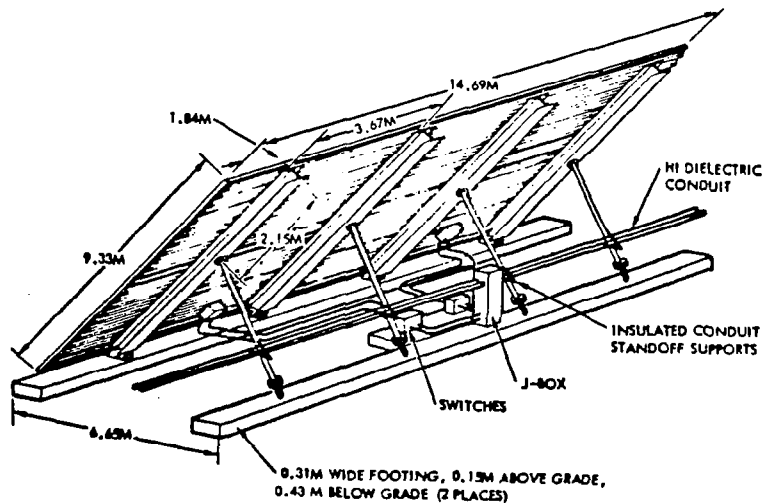 14.69M
1.84M
3.67M
HI DIELECTRIC
CONDUIT
9.33M
2.15M
INSULATED CONDUIT
STANDOFF SUPPORTS
J-BOX
SWITCHES
6.65M
0.31M WIDE FOOTING, 0.15M ABOVE GRADE,
0.43 M BELOW GRADE (2 PLACES)